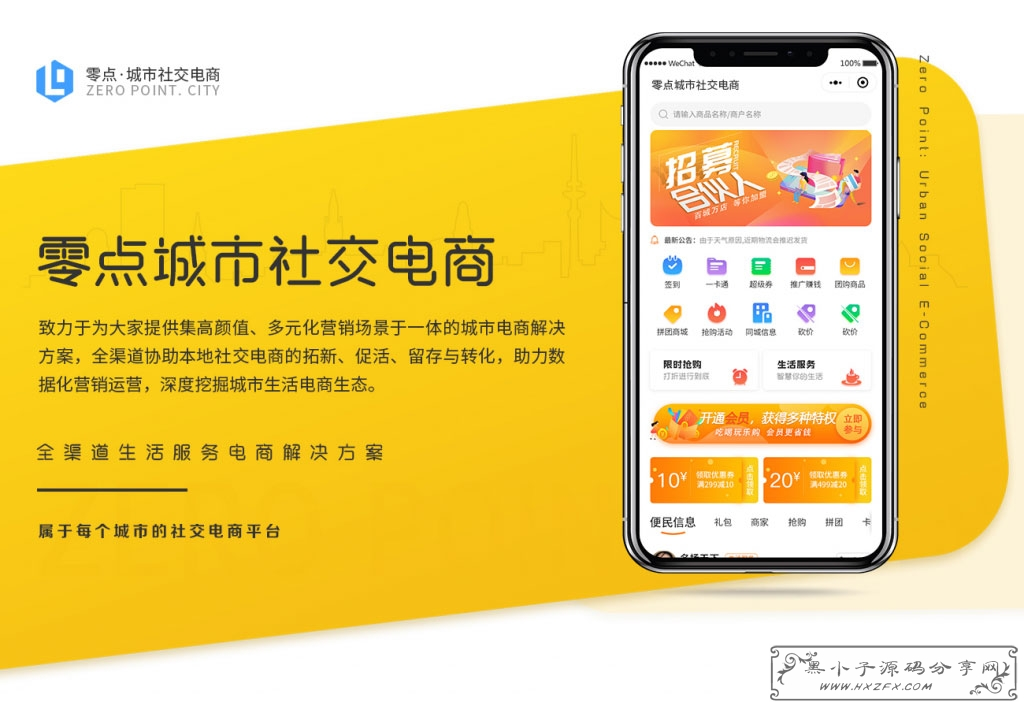 零点·城市社交电商
ZERO POINT. CITY
零点城市社交电商
致力于为大家提供集高颜值、多元化营销场景于一体的城市电商解决
方案，全渠道协助本地社交电商的拓新、促活、留存与转化，助力数
据化营销运营，深度挖掘城市生活电商生态。
全渠道生活服务电商解决方案
属于每个城市的社交电商平台
WeChat 100%
零点城市社交电商
请输入商品名称/商户名称
招募
合伙人
RECRUIT
等你加盟
最新公告：由于天气原因,近期物流会推迟发货
签到 一卡通 超级券 推广赚钱 团购商品
拼团商城 抢购活动 同城信息 砍价 砍价
限时抢购 生活服务
打折进行到底 智慧你的生活
开通会员，获得多种特权
吃喝玩乐购 会员更省钱
立即
参与
10¥ 领取优惠券
满299减10
点击领取
20¥ 领取优惠券
满499减20
点击领取
便民信息 礼包 商家 抢购 拼团 卡
Zero Point: Urban Social E-Commerce
黑小子源码分享网
WWW.HXZFX.COM